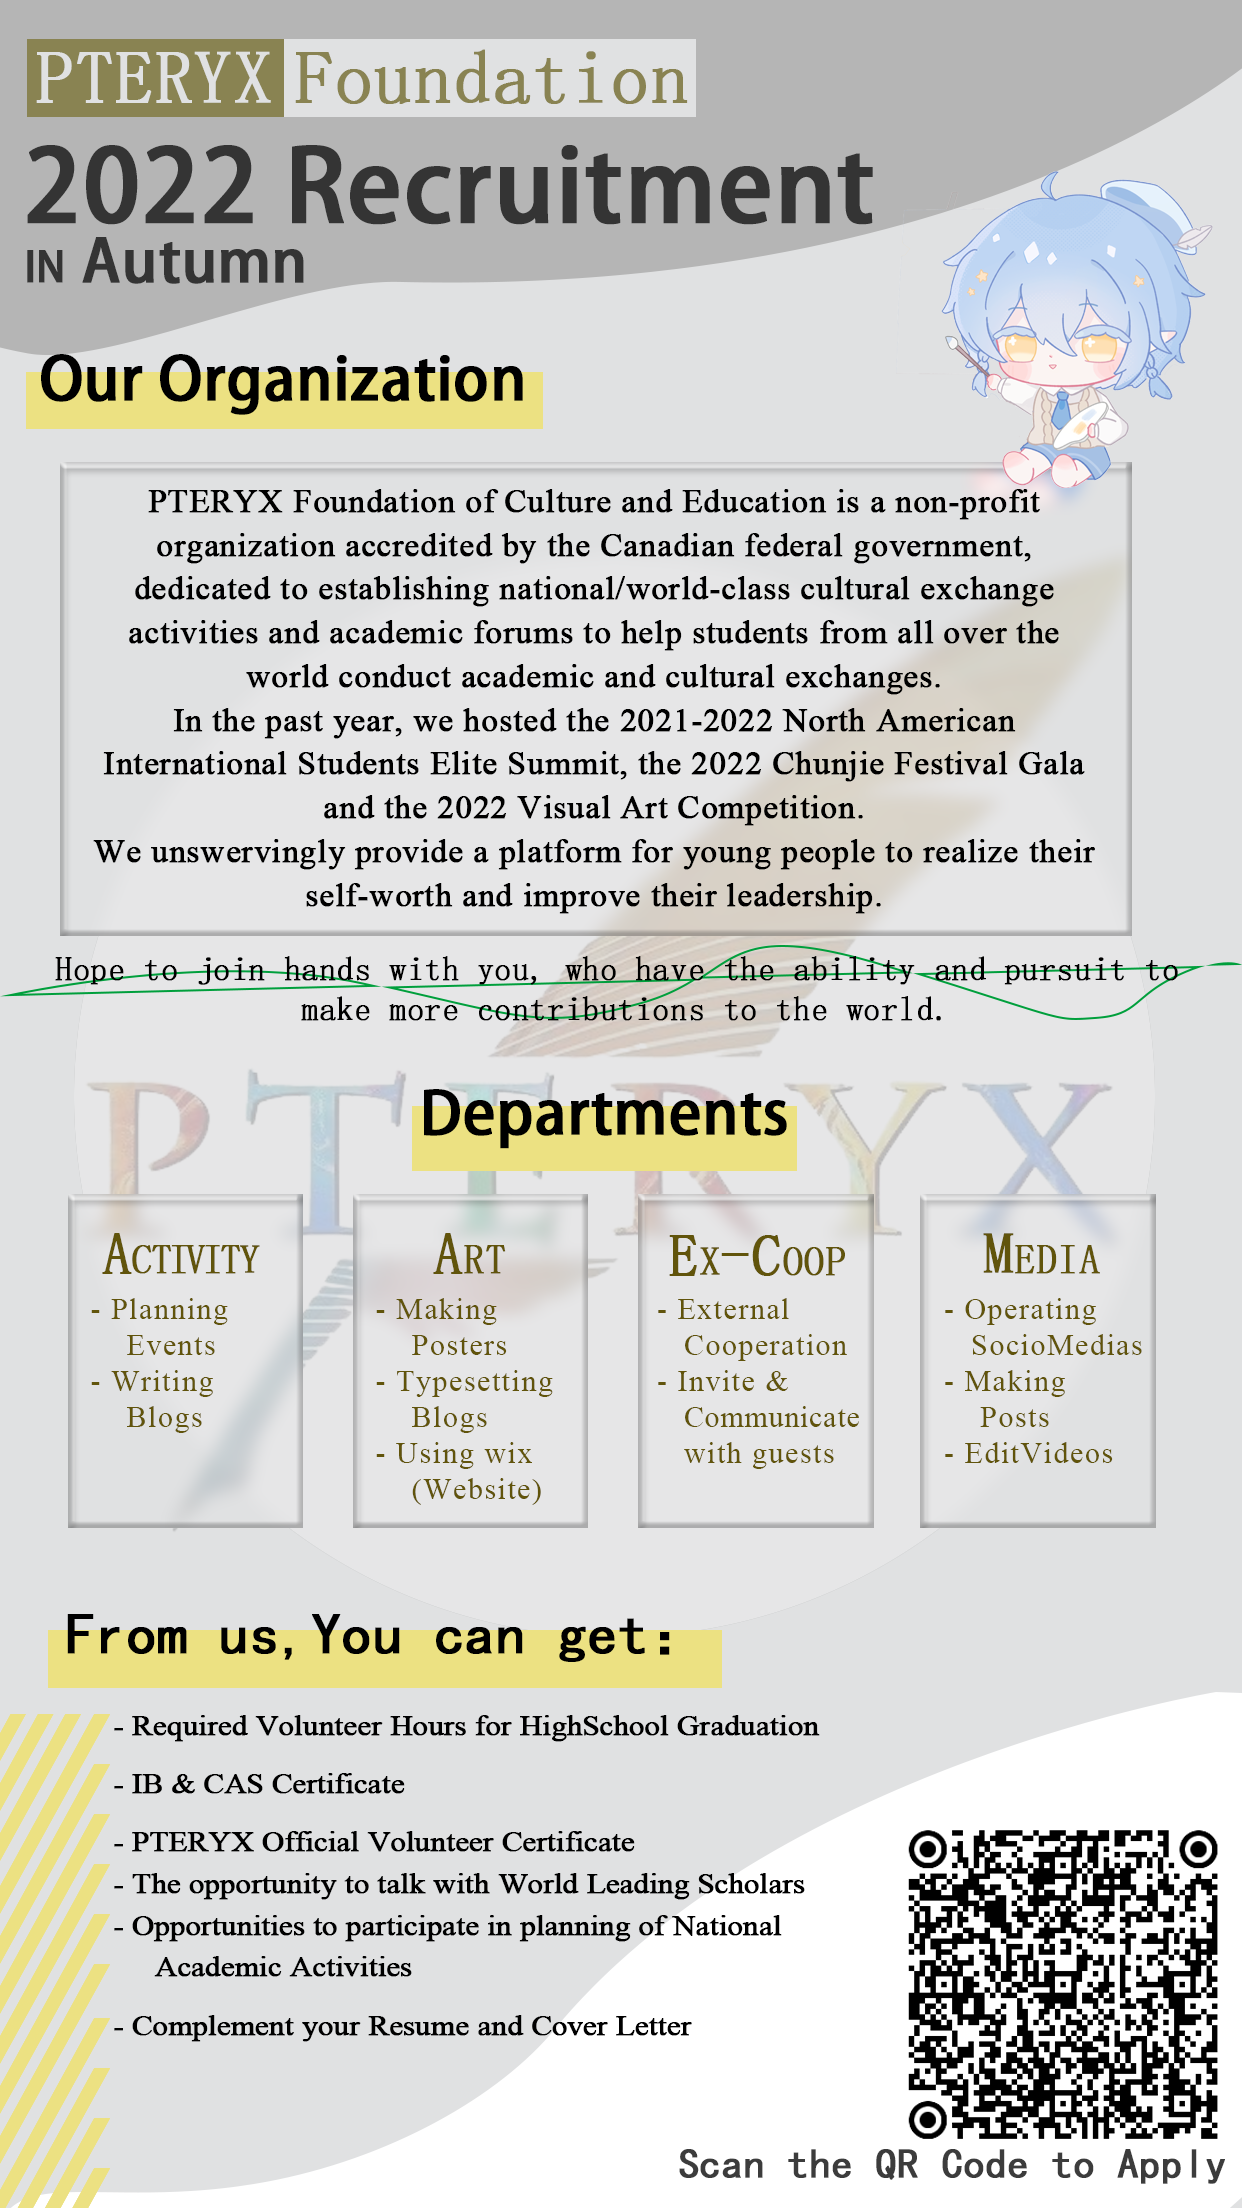 PTERYX Foundation
2022 Recruitment
IN Autumn
Our Organization
PTERYX Foundation of Culture and Education is a non-profit
organization accredited by the Canadian federal government,
dedicated to establishing national/world-class cultural exchange
activities and academic forums to help students from all over the
world conduct academic and cultural exchanges.
In the past year, we hosted the 2021-2022 North American
International Students Elite Summit, the 2022 Chunjie Festival Gala
and the 2022 Visual Art Competition.
We unswervingly provide a platform for young people to realize their
self-worth and improve their leadership.
Hope to join hands with you, who have the ability and pursuit to
make more contributions to the world.
PTERYX
Departments
ACTIVITY
- Planning
Events
- Writing
Blogs
ART
- Making
Posters
- Typesetting
Blogs
- Using wix
(Website)
EX-COOP
- External
Cooperation
- Invite &
Communicate
with guests
MEDIA
- Operating
SocioMedias
- Making
Posts
- EditVideos
From us,You can get:
- Required Volunteer Hours for HighSchool Graduation
- IB & CAS Certificate
- PTERYX Official Volunteer Certificate
- The opportunity to talk with World Leading Scholars
- Opportunities to participate in planning of National
Academic Activities
- Complement your Resume and Cover Letter
Scan the QR Code to Apply